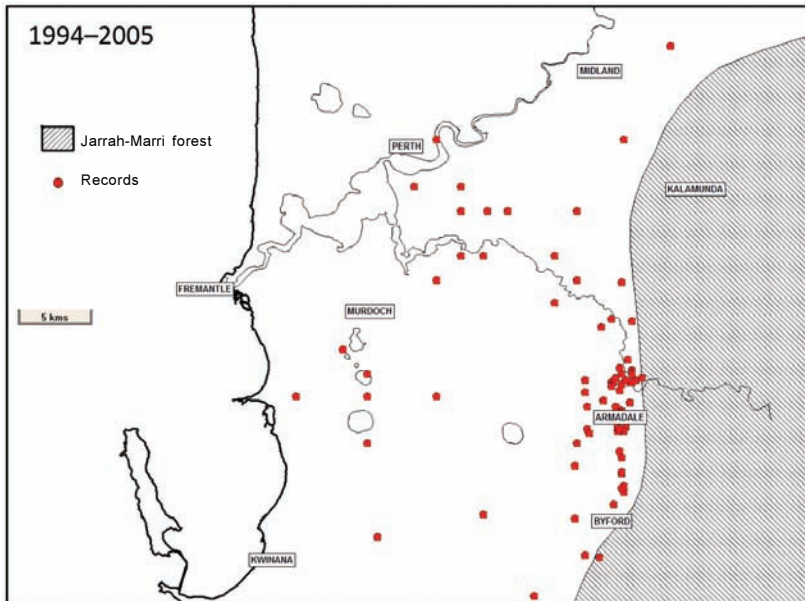 1994–2005
MIDLAND
Jarrah-Marri forest
PERTH
Records
KALAMUNDA
FREMANTLE
MURDOCH
5 kms
ARMADALE
BYFORD
KWINANA